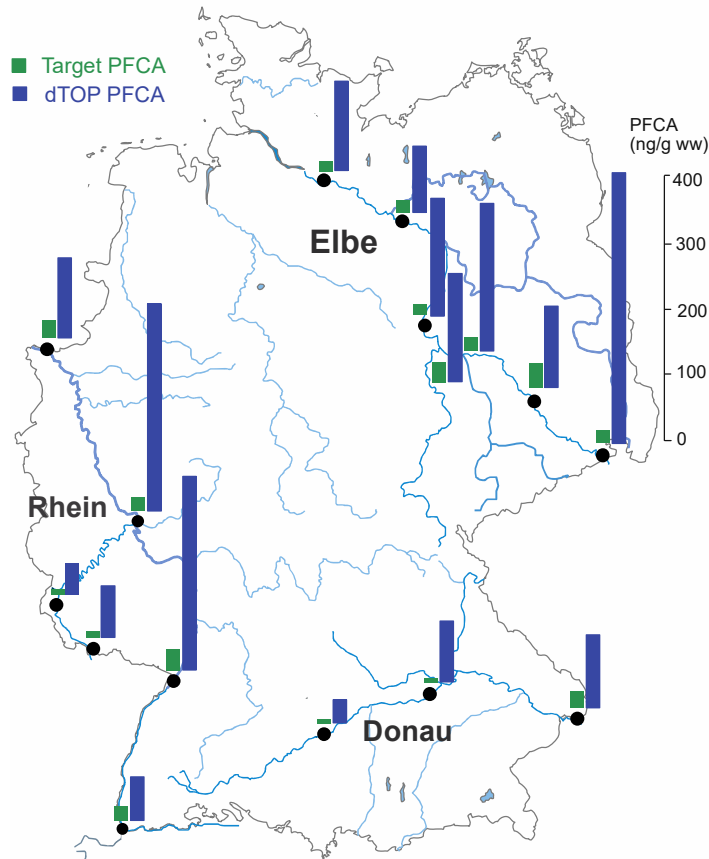 Target PFCA
dTOP PFCA
PFCA
(ng/g ww)
400
300
200
100
0
Elbe
Rhein
Donau